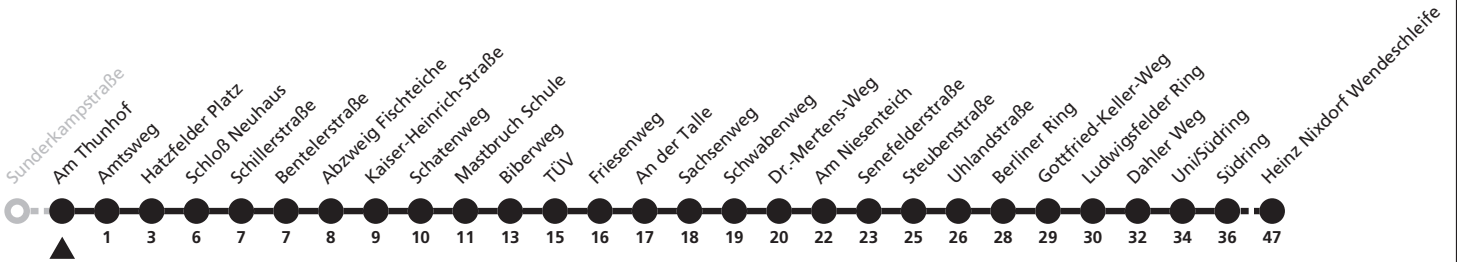 Sunderkampstraße
Am Thunhof
Amtsweg
Hatzfelder Platz
Schloß Neuhaus
Schillerstraße
Bentelerstraße
Abzweig Fischteiche
Kaiser-Heinrich-Straße
Schatenweg
Mastbruch Schule
Biberweg
TÜV
Friesenweg
An der Talle
Sachsenweg
Schwabenweg
Dr.-Mertens-Weg
Am Niesenteich
Senefelderstraße
Steubenstraße
Uhlandstraße
Berliner Ring
Gottfried-Keller-Weg
Ludwigsfelder Ring
Dahler Weg
Uni/Südring
Südring
Heinz Nixdorf Wendeschleife
1 3 6 7 7 8 9 10 11 13 15 16 17 18 19 20 22 23 25 26 28 29 30 32 34 36 47